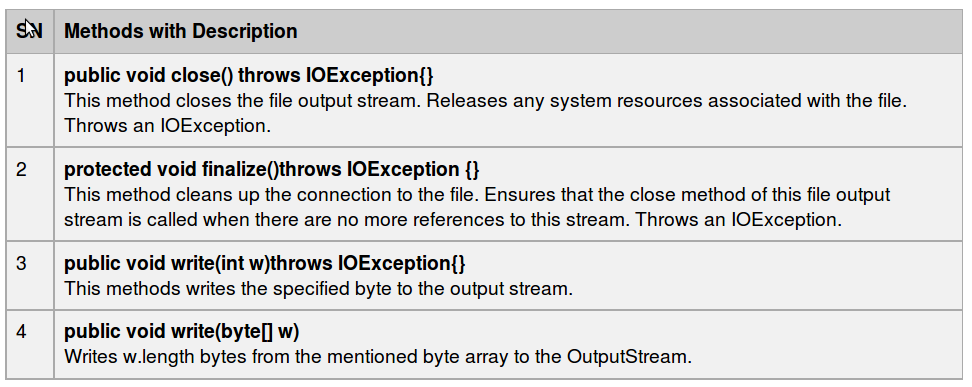 SN Methods with Description
1 public void close() throws IOException{}
This method closes the file output stream. Releases any system resources associated with the file.
Throws an IOException.
2 protected void finalize()throws IOException {}
This method cleans up the connection to the file. Ensures that the close method of this file output
stream is called when there are no more references to this stream. Throws an IOException.
3 public void write(int w)throws IOException{}
This methods writes the specified byte to the output stream.
4 public void write(byte[] w)
Writes w.length bytes from the mentioned byte array to the OutputStream.